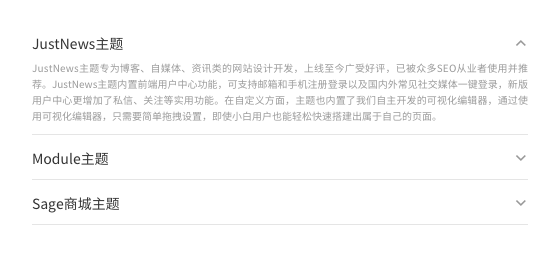 JustNews主题
JustNews主题专为博客、自媒体、资讯类的网站设计开发，上线至今广受好评，已被众多SEO从业者使用并推
荐。JustNews主题内置前端用户中心功能，可支持邮箱和手机注册登录以及国内外常见社交媒体一键登录，新版
用户中心更增加了私信、关注等实用功能。在自定义方面，主题也内置了我们自主开发的可视化编辑器，通过使
用可视化编辑器，只需要简单拖拽设置，即使小白用户也能轻松快速搭建出属于自己的页面。
Module主题
Sage商城主题